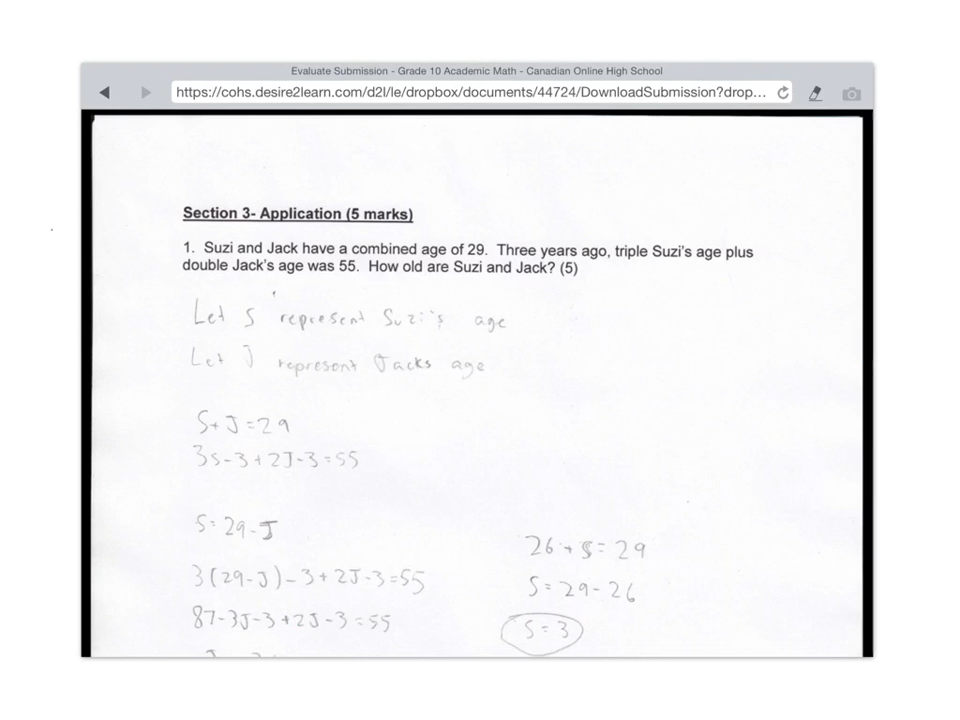 Evaluate Submission - Grade 10 Academic Math - Canadian Online High School
https://cohs.desire2learn.com/d2l/le/dropbox/documents/44724/DownloadSubmission?drop...
Section 3- Application (5 marks)
1. Suzi and Jack have a combined age of 29. Three years ago, triple Suzi's age plus
double Jack's age was 55. How old are Suzi and Jack? (5)
Let S represent Suzi's age
Let J represent Jacks age
S+J=29
3s-3+2J-3=55
S=29-J
3(29-J)-3+2J-3=55
87-3J-3+2J-3=55
26+S=29
S=29-26
S=3